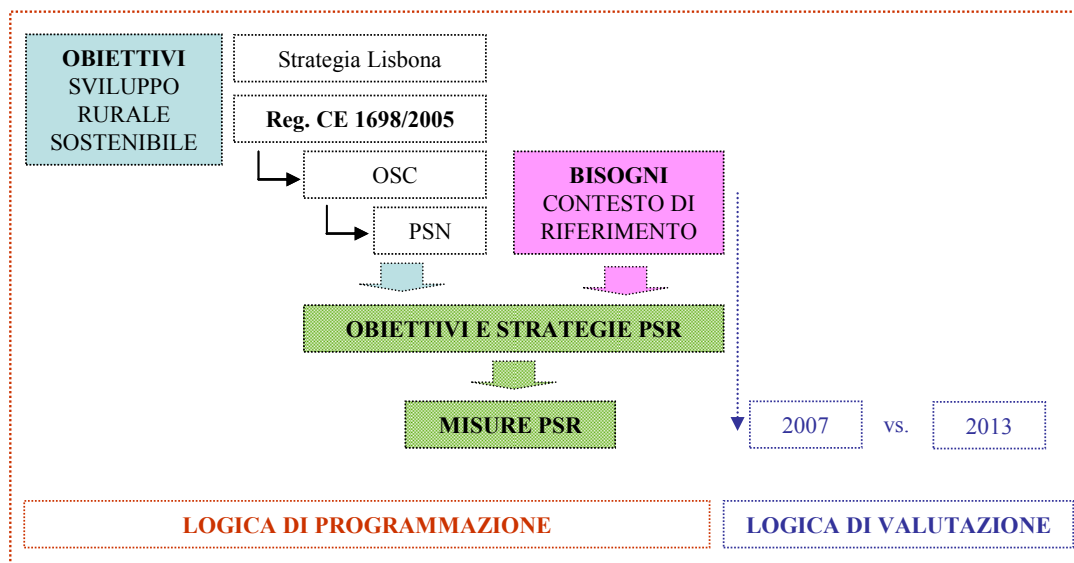 OBIETTIVI
SVILUPPO
RURALE
SOSTENIBILE
Strategia Lisbona
Reg. CE 1698/2005
OSC
PSN
BISOGNI
CONTESTO DI
RIFERIMENTO
OBIETTIVI E STRATEGIE PSR
MISURE PSR
2007 vs. 2013
LOGICA DI PROGRAMMAZIONE
LOGICA DI VALUTAZIONE